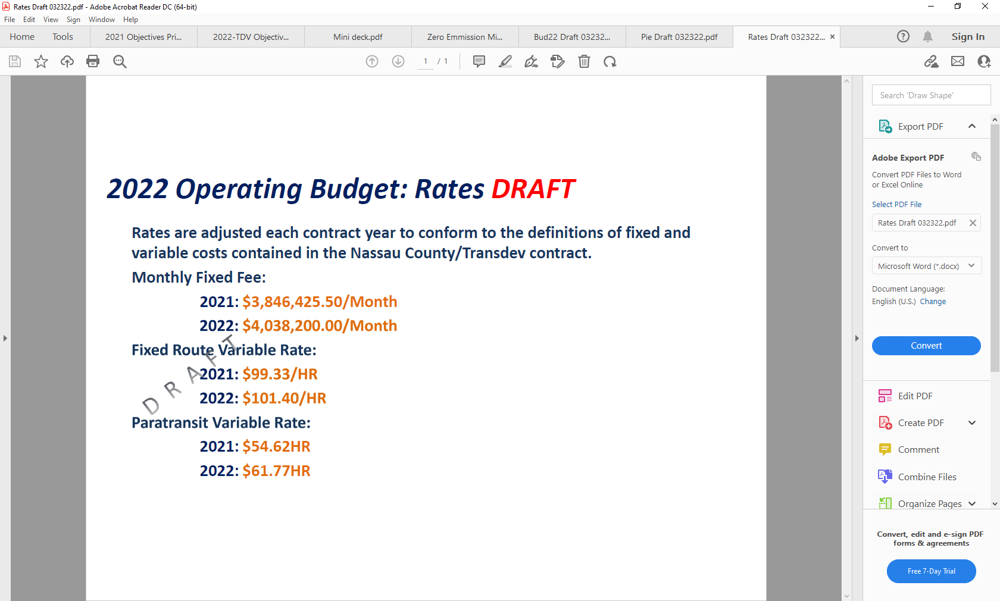 Rates Draft 032322.pdf - Adobe Acrobat Reader DC (64-bit)
File Edit View Sign Window Help
Home Tools 2021 Objectives Pri... 2022-TDV Objectiv... Mini deck.pdf Zero Emmission Mi... Bud22 Draft 03232... Pie Draft 032322.pdf Rates Draft 032322... × Sign In
1 / 1
Search 'Draw Shape'
Export PDF
Adobe Export PDF
Convert PDF Files to Word
or Excel Online
Select PDF File
Rates Draft 032322.pdf
Convert to
Microsoft Word (*.docx)
Document Language:
English (U.S.) Change
Convert
Edit PDF
Create PDF
Comment
Combine Files
Organize Pages
Convert, edit and e-sign PDF
forms & agreements
Free 7-Day Trial
2022 Operating Budget: Rates DRAFT
Rates are adjusted each contract year to conform to the definitions of fixed and
variable costs contained in the Nassau County/Transdev contract.
Monthly Fixed Fee:
2021: $3,846,425.50/Month
2022: $4,038,200.00/Month
Fixed Route Variable Rate:
2021: $99.33/HR
2022: $101.40/HR
Paratransit Variable Rate:
2021: $54.62HR
2022: $61.77HR
DRAFT